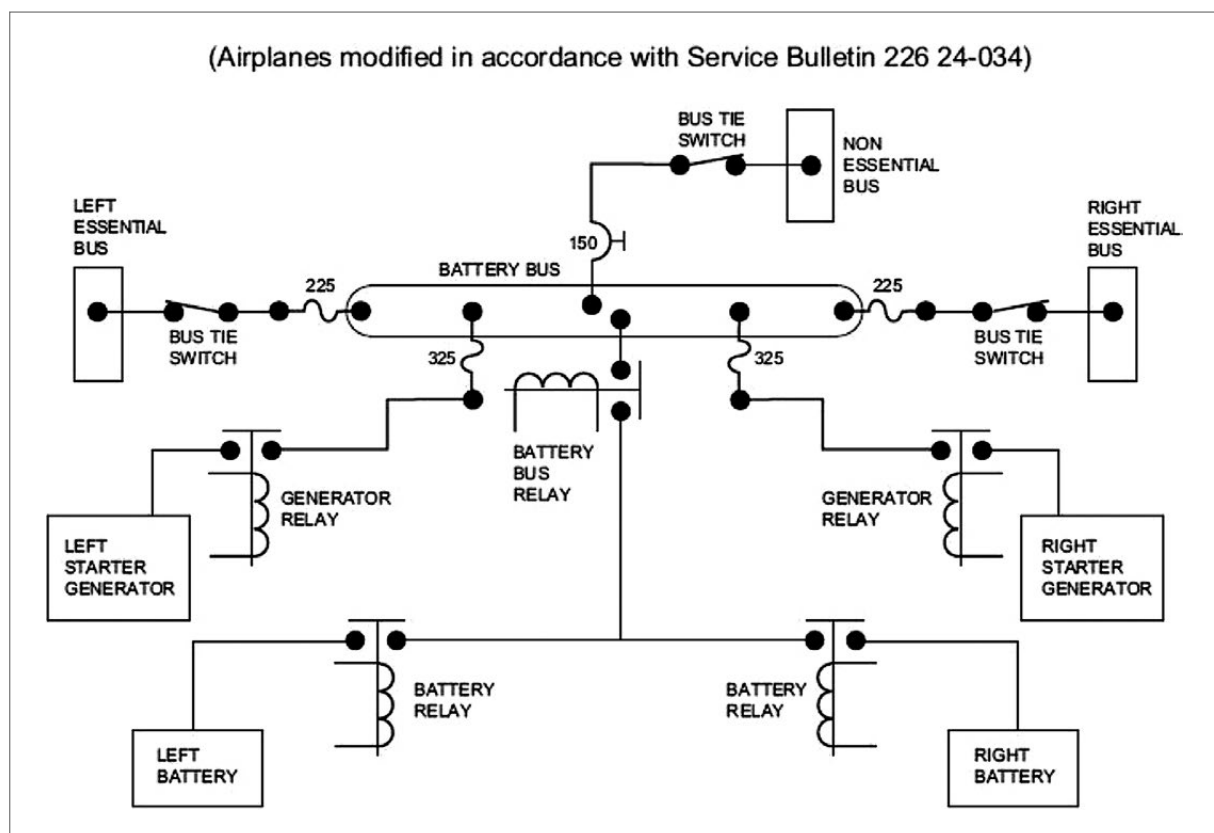 (Airplanes modified in accordance with Service Bulletin 226 24-034)
BUS TIE
SWITCH
NON
ESSENTIAL
BUS
LEFT
ESSENTIAL
BUS
RIGHT
ESSENTIAL
BUS
150
BATTERY BUS
225
225
BUS TIE
SWITCH
BUS TIE
SWITCH
325
325
BATTERY
BUS
RELAY
GENERATOR
RELAY
GENERATOR
RELAY
LEFT
STARTER
GENERATOR
RIGHT
STARTER
GENERATOR
BATTERY
RELAY
BATTERY
RELAY
LEFT
BATTERY
RIGHT
BATTERY